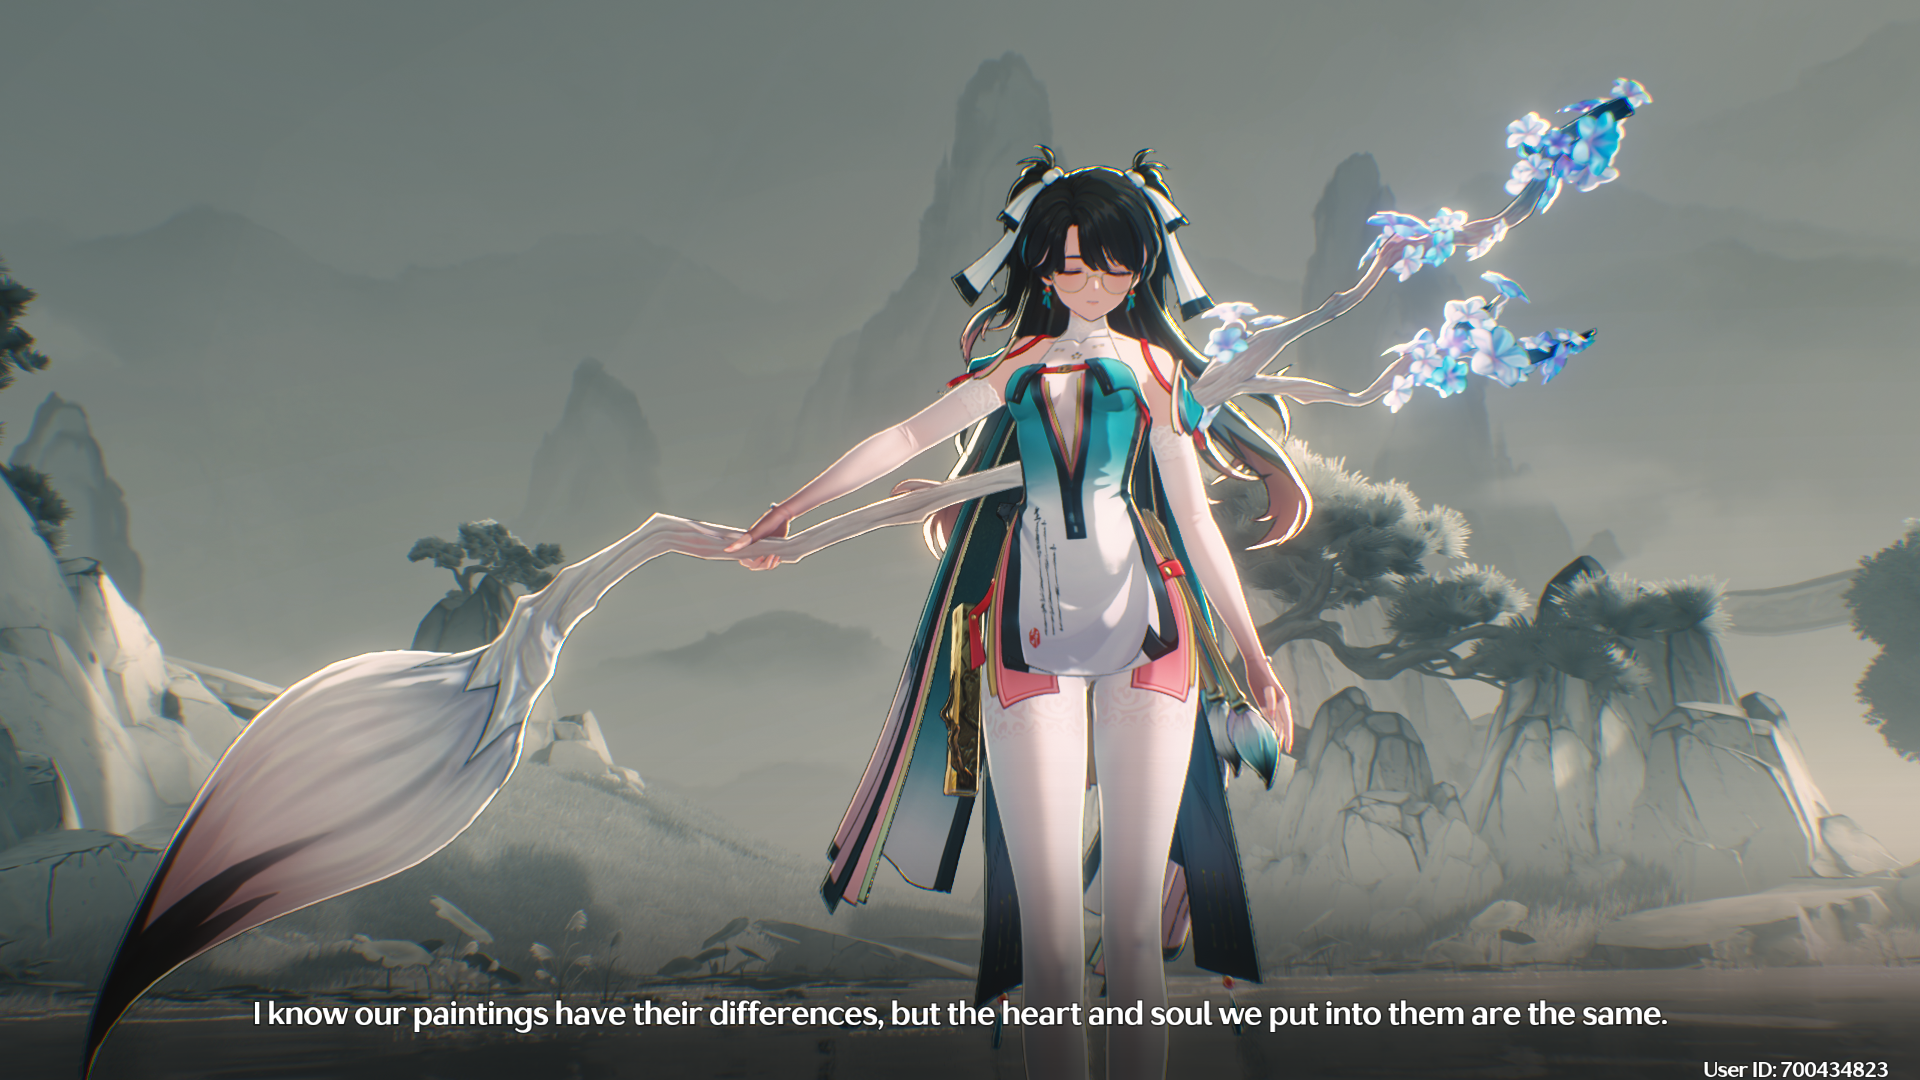 I know our paintings have their differences, but the heart and soul we put into them are the same.
User ID: 700434823